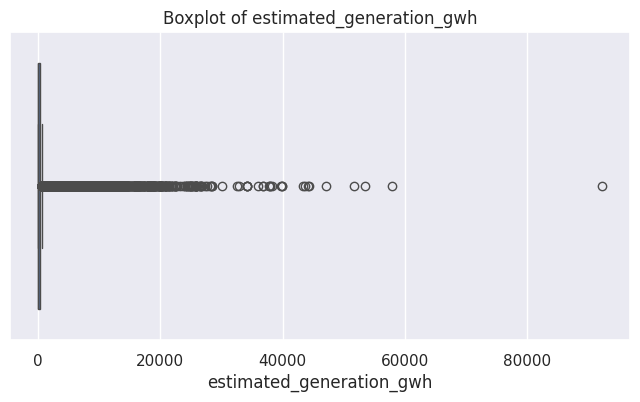 Boxplot of estimated_generation_gwh
0 20000 40000 60000 80000
estimated_generation_gwh